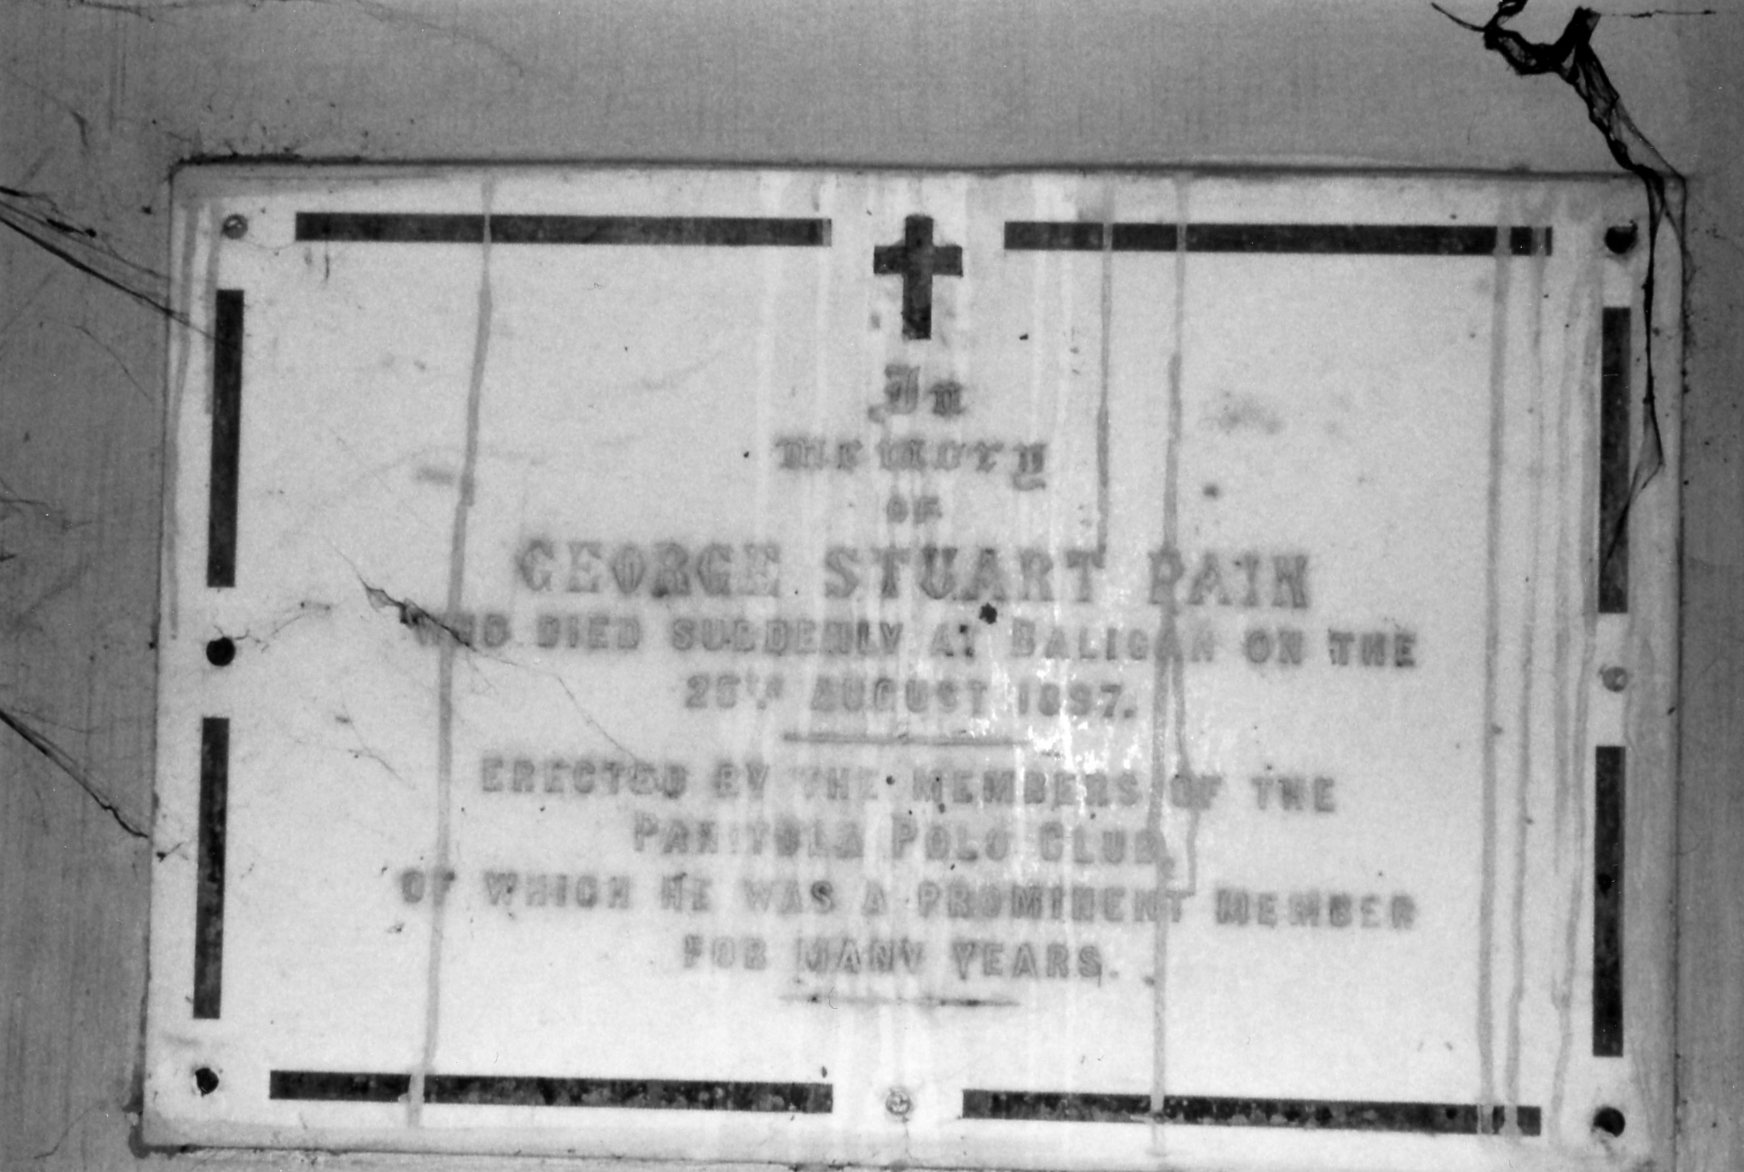 In
memory
OF
GEORGE STUART PAIN
WHO DIED SUDDENLY AT BALIGAN ON THE
AUGUST 1897.
ERECTED BY THE MEMBERS OF THE
PANITOLA POLO CLUB,
OF WHICH HE WAS A PROMINENT MEMBER
FOR MANY YEARS.